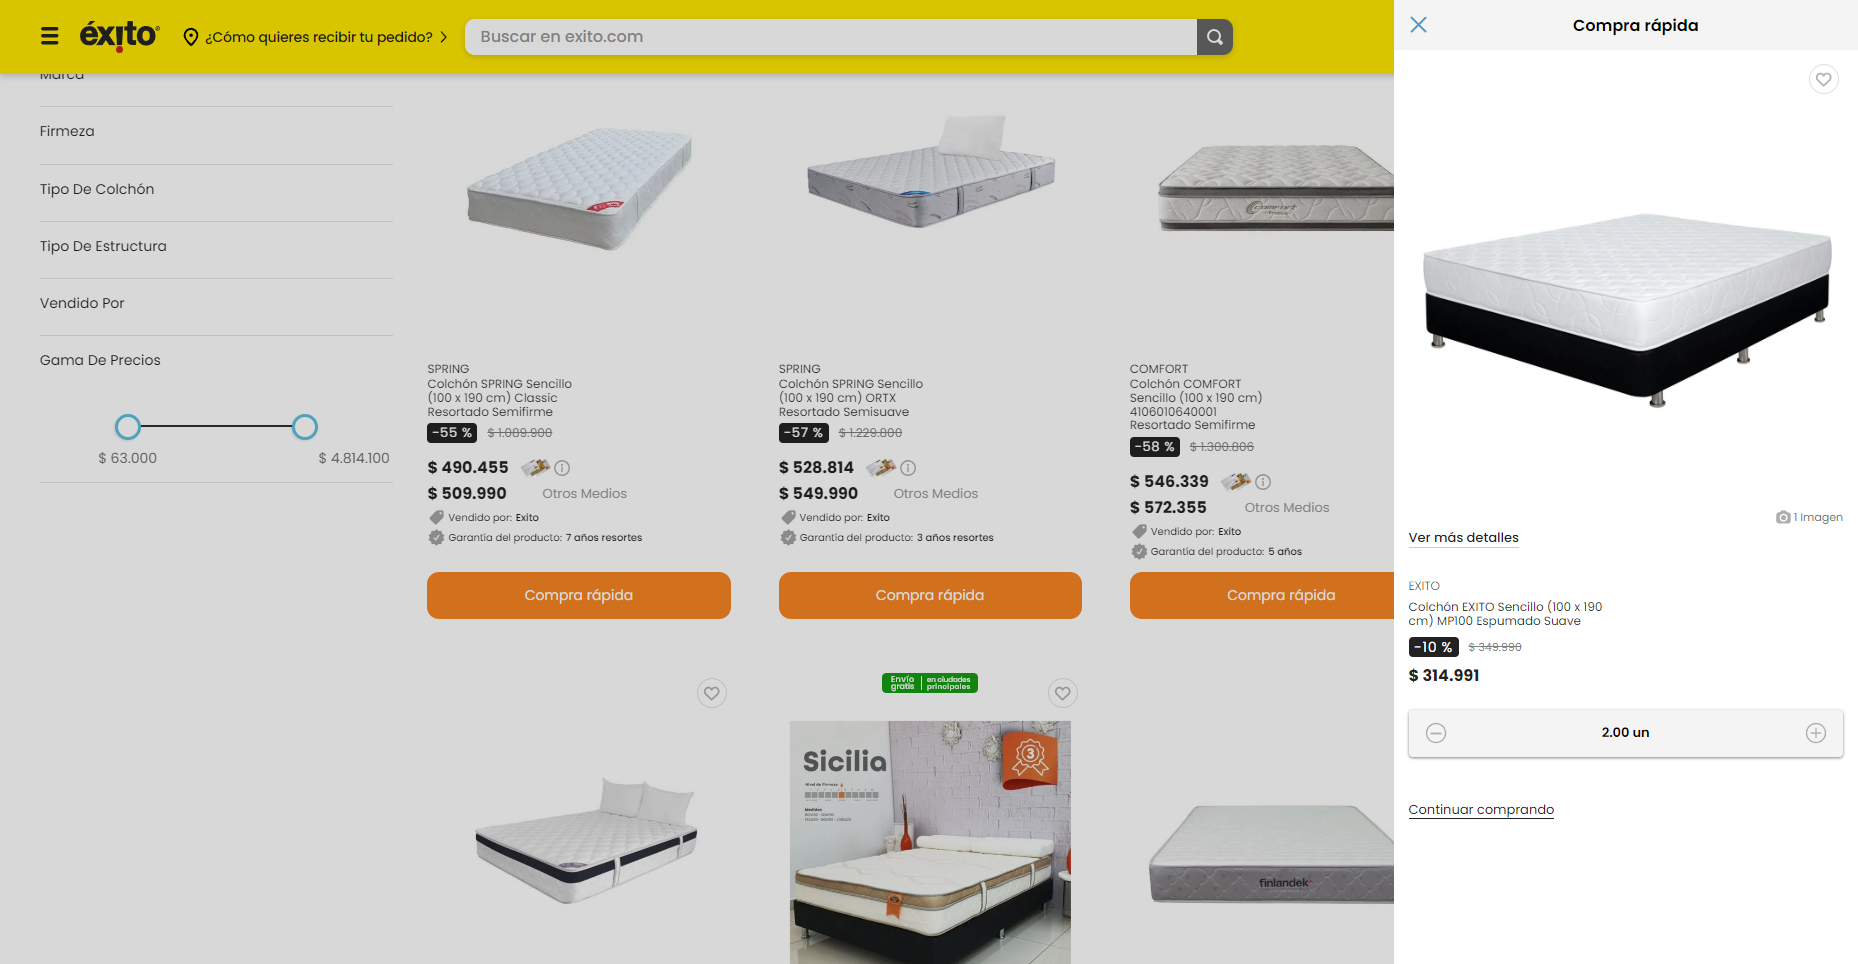 éxito
¿Cómo quieres recibir tu pedido?
Buscar en exito.com
Marca
Firmeza
Tipo De Colchón
Tipo De Estructura
Vendido Por
Gama De Precios
$ 63.000
$ 4.814.100
SPRING
Colchón SPRING Sencillo
(100 x 190 cm) Classic
Resortado Semifirme
-55 % $ 1.089.900
$ 490.455
$ 509.990 Otros Medios
Vendido por: Exito
Garantía del producto: 7 años resortes
Compra rápida
SPRING
Colchón SPRING Sencillo
(100 x 190 cm) ORTX
Resortado Semisuave
-57 % $ 1.229.800
$ 528.814
$ 549.990 Otros Medios
Vendido por: Exito
Garantía del producto: 3 años resortes
Compra rápida
comfort
COMFORT
Colchón COMFORT
Sencillo (100 x 190 cm)
4106010640001
Resortado Semifirme
-58 % $ 1.300.806
$ 546.339
$ 572.355 Otros Medios
Vendido por: Exito
Garantía del producto: 5 años
Compra rápida
Envío gratis
en ciudades principales
Sicilia
Nivel de Firmeza
Medidas
3
finlandek
Compra rápida
1 Imagen
Ver más detalles
EXITO
Colchón EXITO Sencillo (100 x 190
cm) MP100 Espumado Suave
-10 % $ 349.990
$ 314.991
2.00 un
Continuar comprando